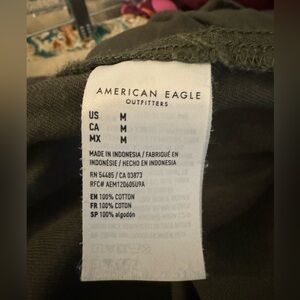 AMERICAN EAGLE
OUTFITTERS
US M
CA M
MX M
MADE IN INDONESIA / FABRIQUÉ EN
INDONÉSIE / HECHO EN INDONESIA
RN 54485 / CA 03873
RFC# AEM120605U9A
EN 100% COTTON
FR 100% COTON
SP 100% algodón